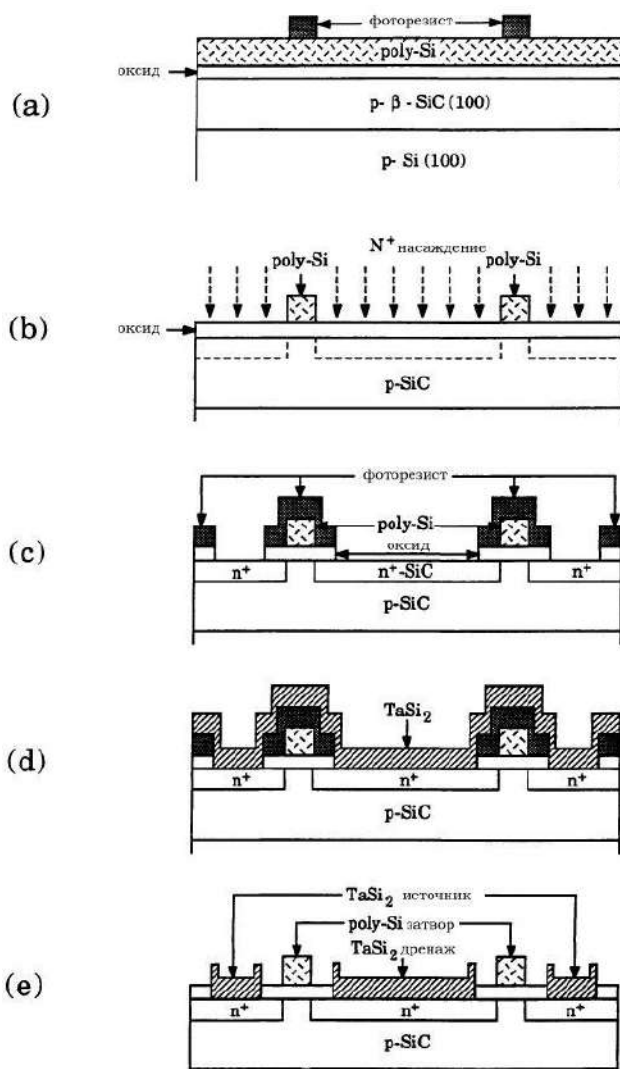 фоторезист
poly-Si
оксид
(a)
p- β - SiC (100)
p- Si (100)
N+ насаждение
poly-Si poly-Si
оксид
(b)
p-SiC
фоторезист
poly-Si
оксид
(c)
n+ n+-SiC n+
p-SiC
TaSi2
(d)
n+ n+ n+
p-SiC
TaSi2 источник
poly-Si затвор
TaSi2 дренаж
(e)
n+ n+ n+
p-SiC